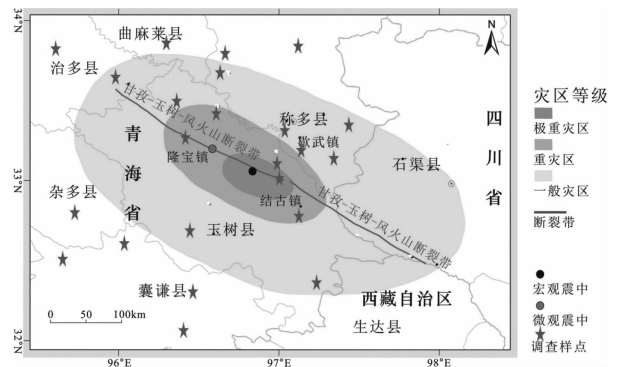 34°N
曲麻莱县
N
治多县
灾区等级
极重灾区
重灾区
一般灾区
断裂带
甘孜-玉树-风火山断裂带
称多县
四川省
青海省
歇武镇
隆宝镇
石渠县
33°N
甘孜-玉树-风火山断裂带
杂多县
结古镇
玉树县
宏观震中
囊谦县
西藏自治区
微观震中
0 50 100km
生达县
调查样点
32°N
96°E 97°E 98°E